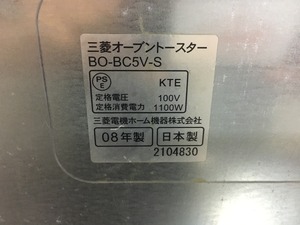 三菱オーブントースター
BO-BC5V-S
PS
E
KTE
定格電圧 100V
定格消費電力 1100W
三菱電機ホーム機器株式会社
08年製 日本製
2104830